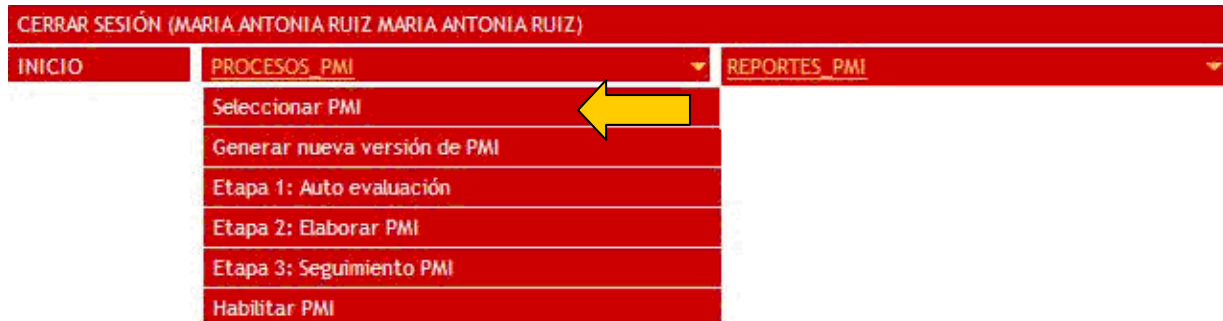 CERRAR SESIÓN (MARIA ANTONIA RUIZ MARIA ANTONIA RUIZ)
INICIO PROCESOS_PMI REPORTES_PMI
Seleccionar PMI
Generar nueva versión de PMI
Etapa 1: Auto evaluación
Etapa 2: Elaborar PMI
Etapa 3: Seguimiento PMI
Habilitar PMI